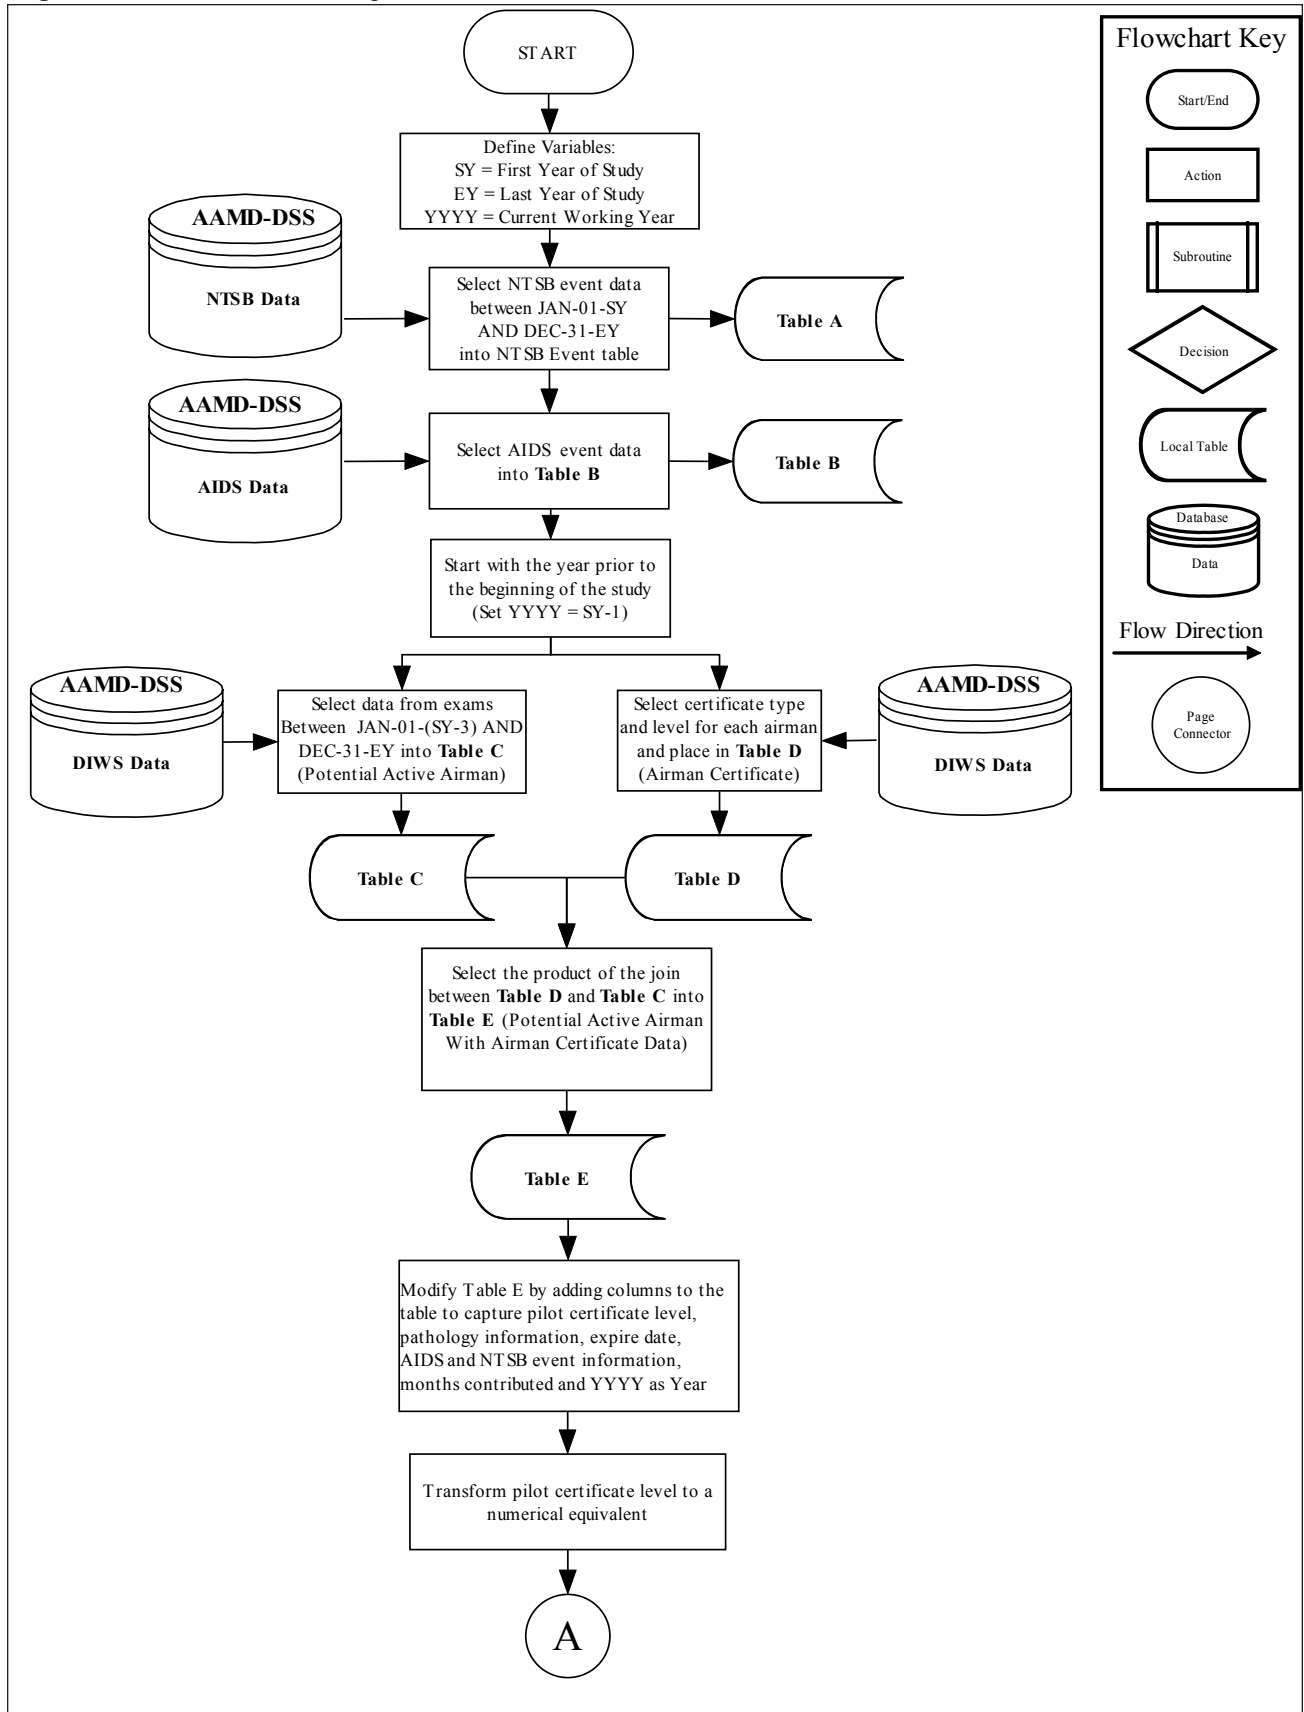 START
Define Variables:
SY = First Year of Study
EY = Last Year of Study
YYYY = Current Working Year
AAMD-DSS
NTSB Data
Select NTSB event data
between JAN-01-SY
AND DEC-31-EY
into NTSB Event table
Table A
AAMD-DSS
AIDS Data
Select AIDS event data
into Table B
Table B
Start with the year prior to
the beginning of the study
(Set YYYY = SY-1)
AAMD-DSS
DIWS Data
Select data from exams
Between JAN-01-(SY-3) AND
DEC-31-EY into Table C
(Potential Active Airman)
Select certificate type
and level for each airman
and place in Table D
(Airman Certificate)
AAMD-DSS
DIWS Data
Table C
Table D
Select the product of the join
between Table D and Table C into
Table E (Potential Active Airman
With Airman Certificate Data)
Table E
Modify Table E by adding columns to the
table to capture pilot certificate level,
pathology information, expire date,
AIDS and NTSB event information,
months contributed and YYYY as Year
Transform pilot certificate level to a
numerical equivalent
A
Flowchart Key
Start/End
Action
Subroutine
Decision
Local Table
Database
Data
Flow Direction
Page
Connector